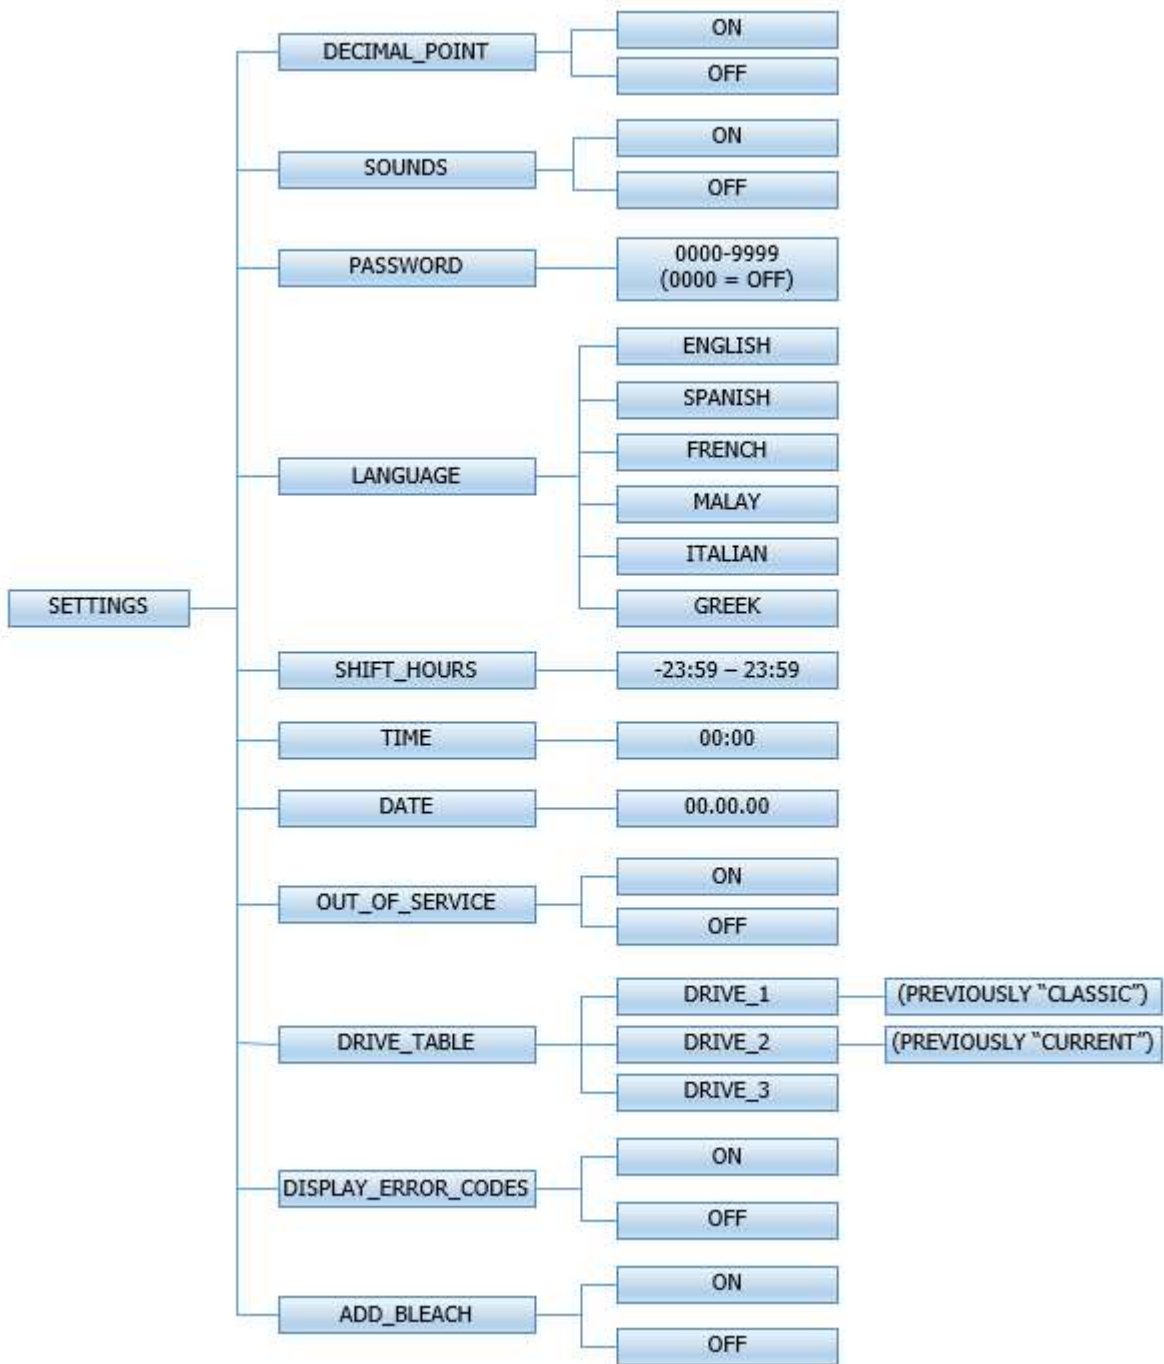 SETTINGS
DECIMAL_POINT
ON
OFF
SOUNDS
ON
OFF
PASSWORD
0000-9999
(0000 = OFF)
LANGUAGE
ENGLISH
SPANISH
FRENCH
MALAY
ITALIAN
GREEK
SHIFT_HOURS
-23:59 – 23:59
TIME
00:00
DATE
00.00.00
OUT_OF_SERVICE
ON
OFF
DRIVE_TABLE
DRIVE_1
(PREVIOUSLY “CLASSIC”)
DRIVE_2
(PREVIOUSLY “CURRENT”)
DRIVE_3
DISPLAY_ERROR_CODES
ON
OFF
ADD_BLEACH
ON
OFF